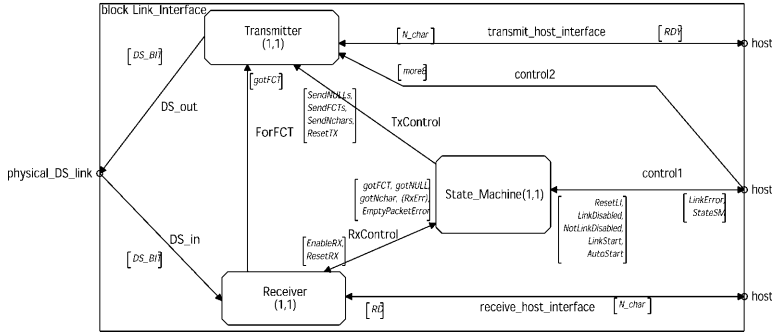 block Link_Interface
Transmitter
(1,1)
[N_char]
transmit_host_interface
[RDY]
host
[DS_BIT]
[gotFCT]
[SendNULLs,
SendFCTs,
SendNchars,
ResetTX]
[more8]
control2
DS_out
ForFCT
TxControl
physical_DS_link
State_Machine(1,1)
control1
host
[gotFCT, gotNULL,
gotNchar, (RxErr),
EmptyPacketError]
[ResetLI,
LinkDisabled,
NotLinkDisabled,
LinkStart,
AutoStart]
[LinkError,
StateSM]
DS_in
RxControl
[DS_BIT]
[EnableRX,
ResetRX]
Receiver
(1,1)
[RD]
receive_host_interface
[N_char]
host